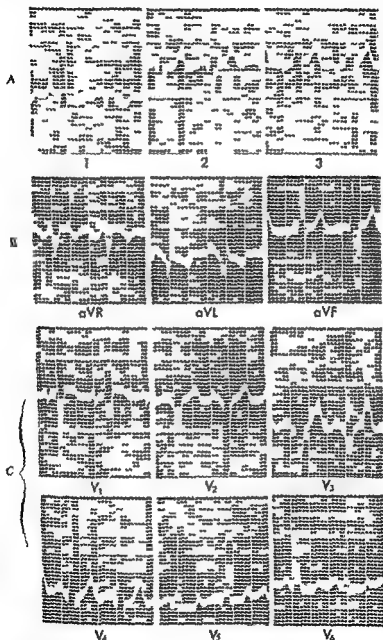 A
1 2 3
B
aVR aVL aVF
C
V₁ V₂ V₃
V₄ V₅ V₆